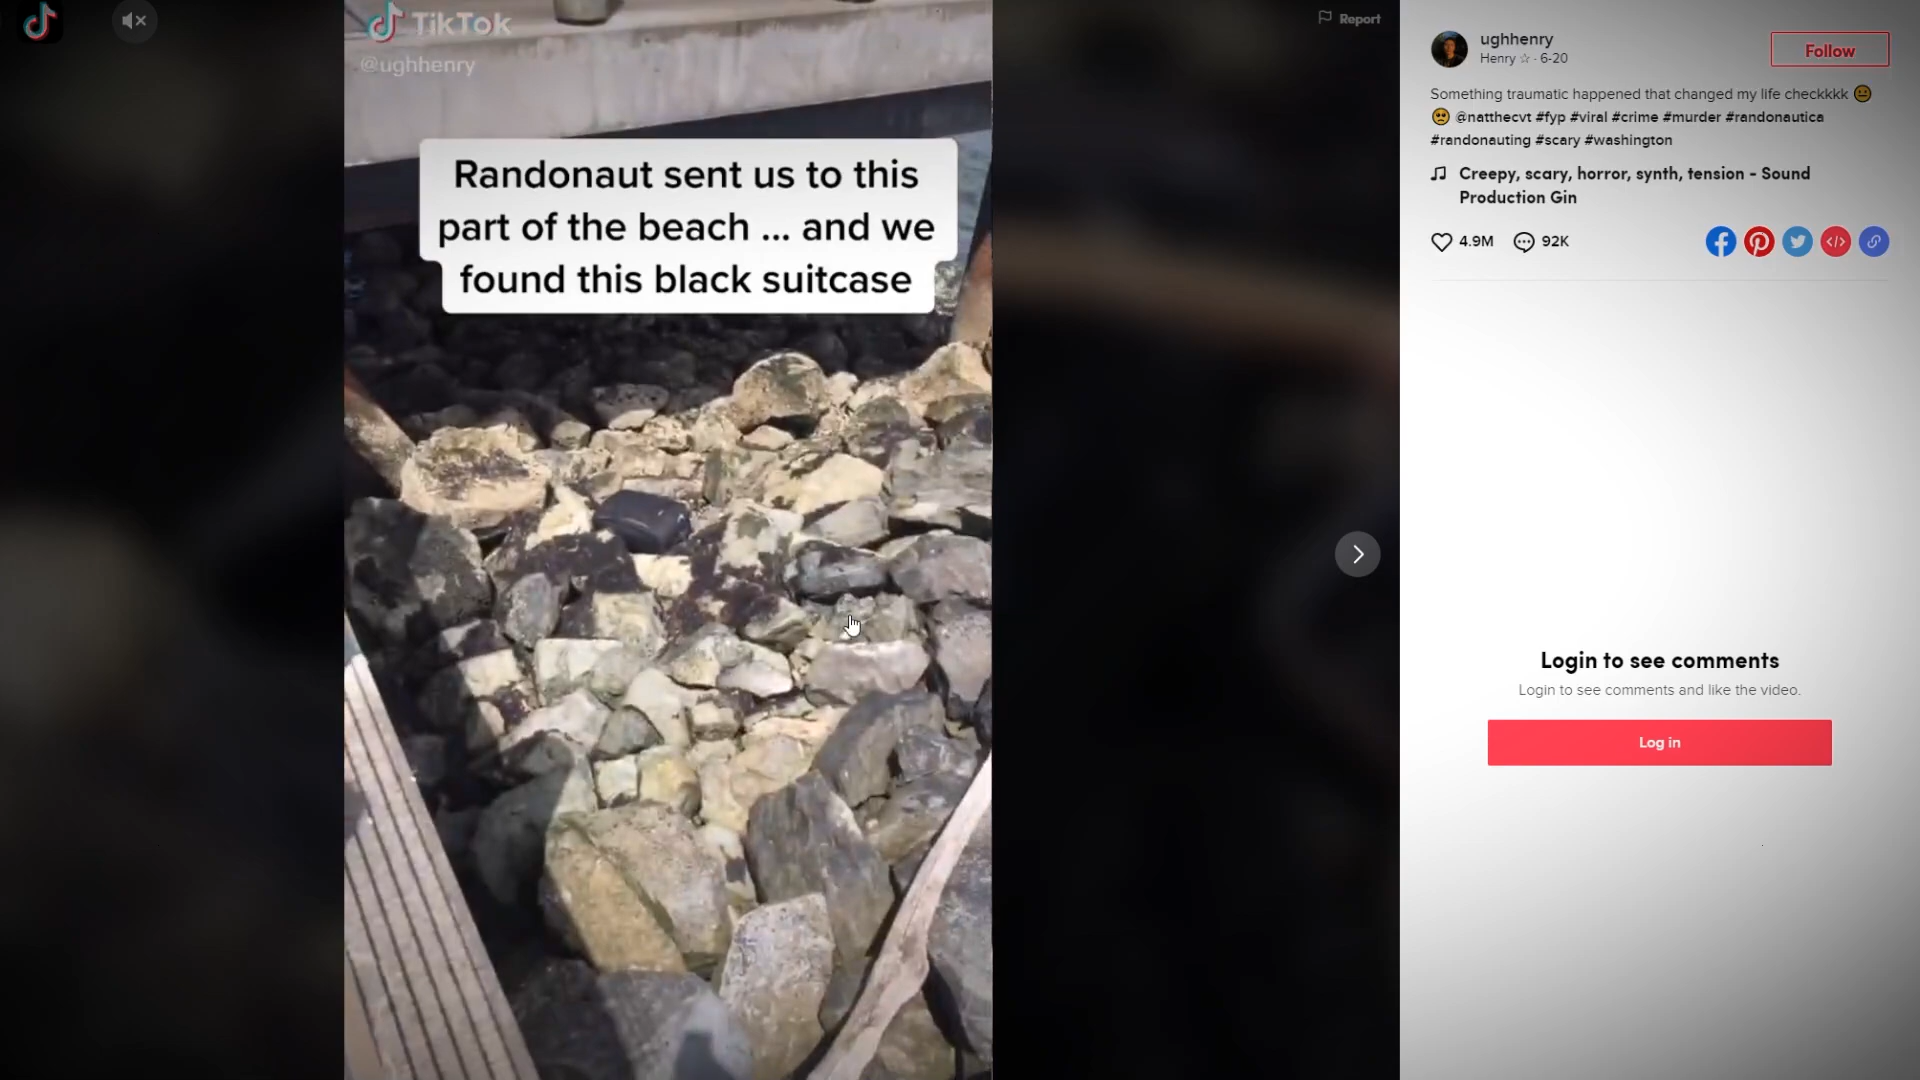 TikTok
@ughhenry
Randonaut sent us to this
part of the beach ... and we
found this black suitcase
Report
ughhenry
Henry ☆ · 6-20
Follow
Something traumatic happened that changed my life checkkkk 😐
🥺 @natthecvt #fyp #viral #crime #murder #randonautica
#randonauting #scary #washington
Creepy, scary, horror, synth, tension - Sound
Production Gin
4.9M 92K
Login to see comments
Login to see comments and like the video.
Log in